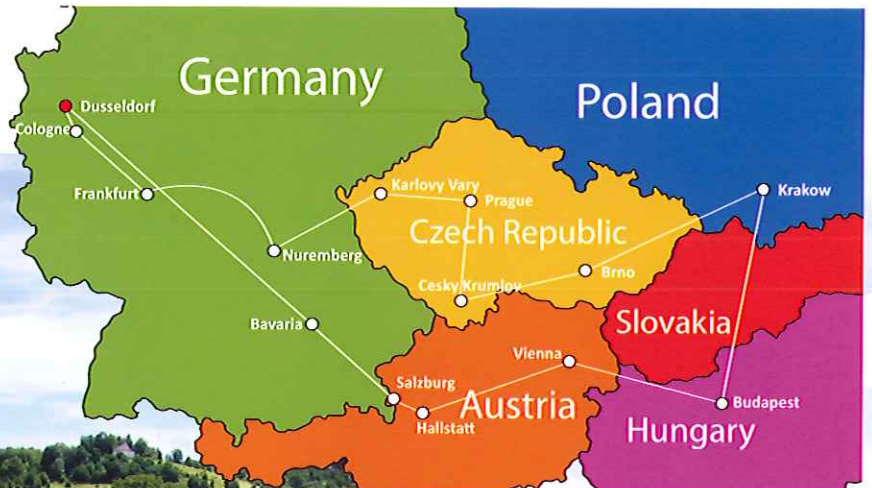 Germany
Poland
Dusseldorf
Cologne
Frankfurt
Karlovy Vary
Prague
Krakow
Czech Republic
Nuremberg
Brno
Cesky Krumlov
Bavaria
Slovakia
Vienna
Salzburg
Austria
Budapest
Hallstatt
Hungary